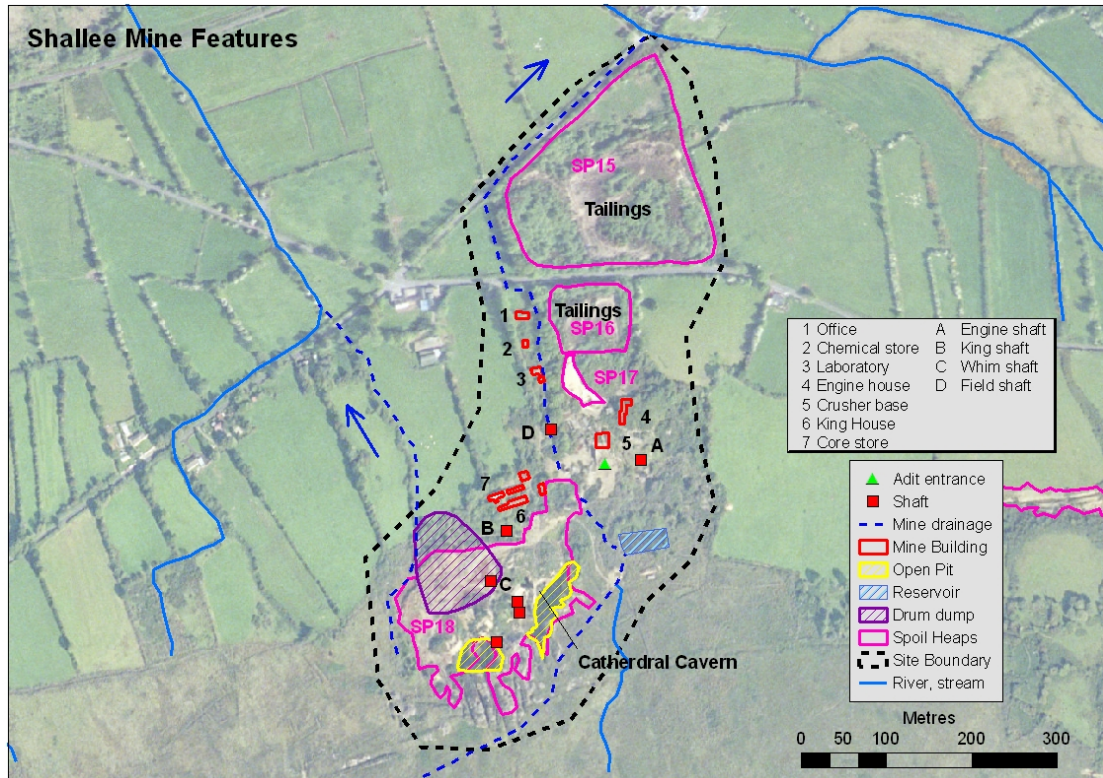 Shallee Mine Features
SP15
Tailings
Tailings
SP16
1
2
3
SP17
4
D
5
A
7
6
B
C
SP18
Catherdral Cavern
1 Office A Engine shaft
2 Chemical store B King shaft
3 Laboratory C Whim shaft
4 Engine house D Field shaft
5 Crusher base
6 King House
7 Core store
Adit entrance
Shaft
Mine drainage
Mine Building
Open Pit
Reservoir
Drum dump
Spoil Heaps
Site Boundary
River, stream
Metres
0 50 100 200 300